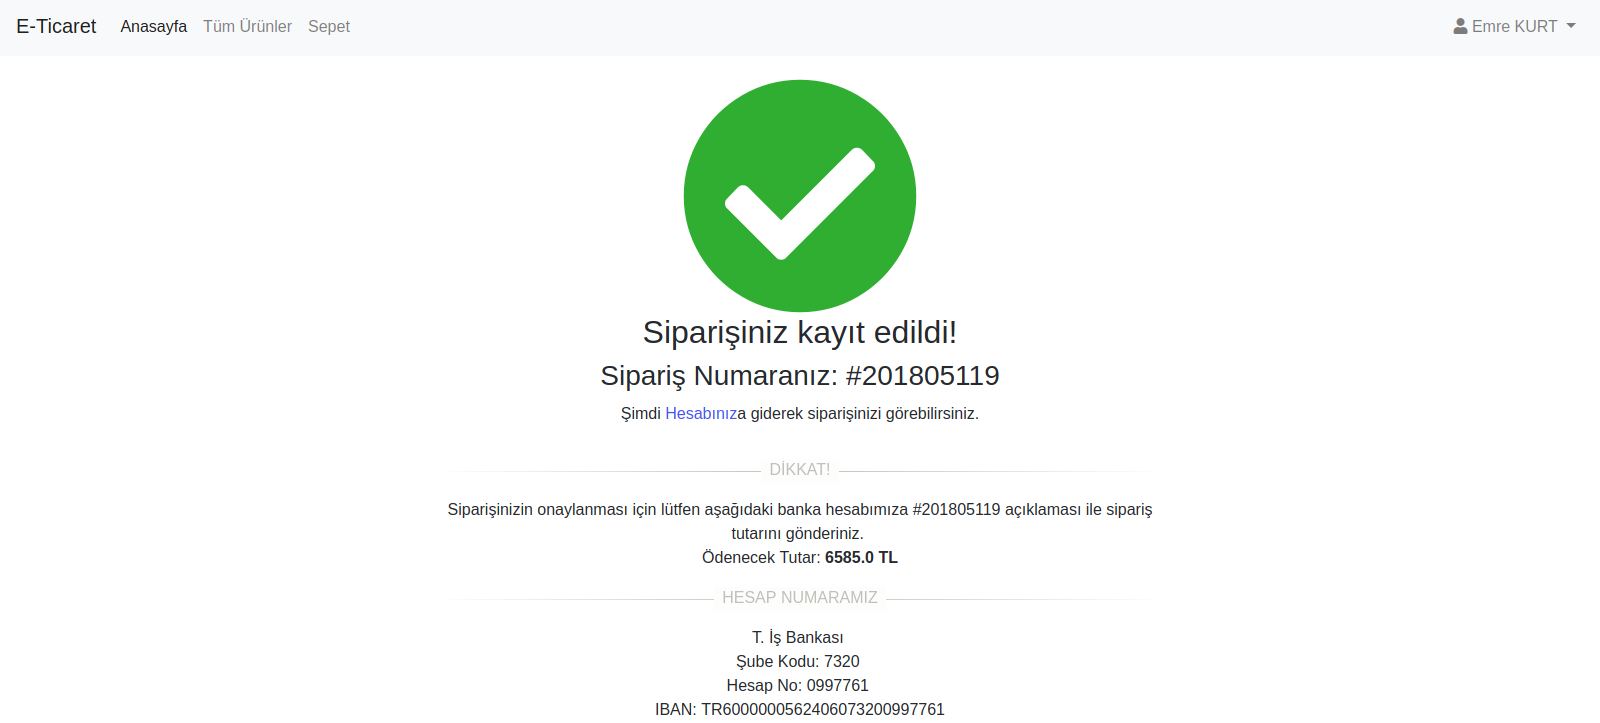 E-Ticaret Anasayfa Tüm Ürünler Sepet Emre KURT
Siparişiniz kayıt edildi!
Sipariş Numaranız: #201805119
Şimdi Hesabınıza giderek siparişinizi görebilirsiniz.
DİKKAT!
Siparişinizin onaylanması için lütfen aşağıdaki banka hesabımıza #201805119 açıklaması ile sipariş
tutarını gönderiniz.
Ödenecek Tutar: 6585.0 TL
HESAP NUMARAMIZ
T. İş Bankası
Şube Kodu: 7320
Hesap No: 0997761
IBAN: TR6000000562406073200997761